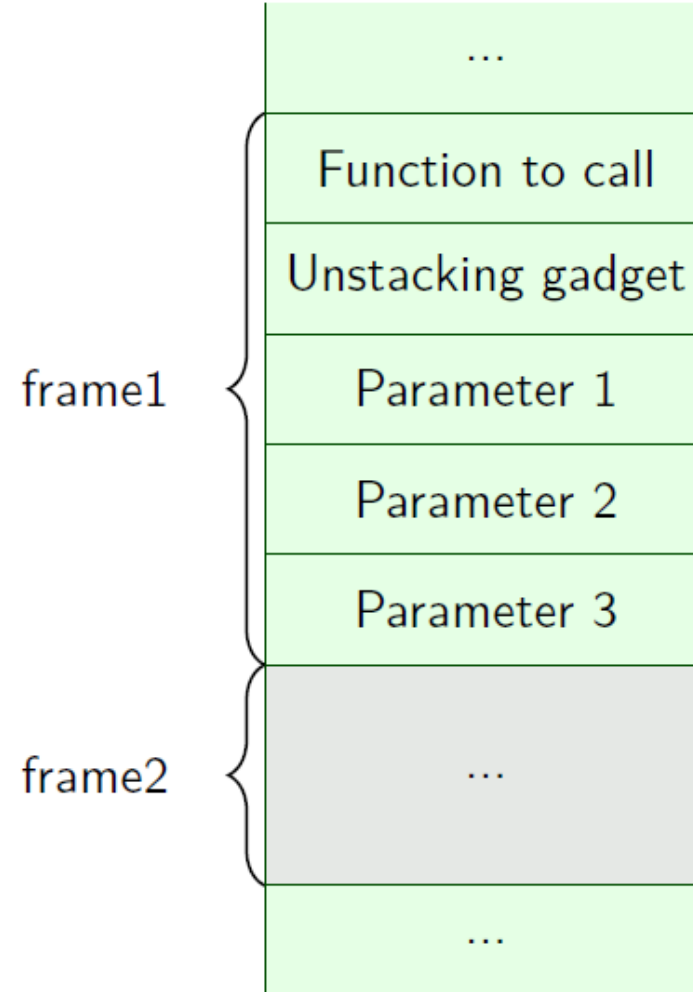 ...
Function to call
Unstacking gadget
frame1
Parameter 1
Parameter 2
Parameter 3
frame2
...
...